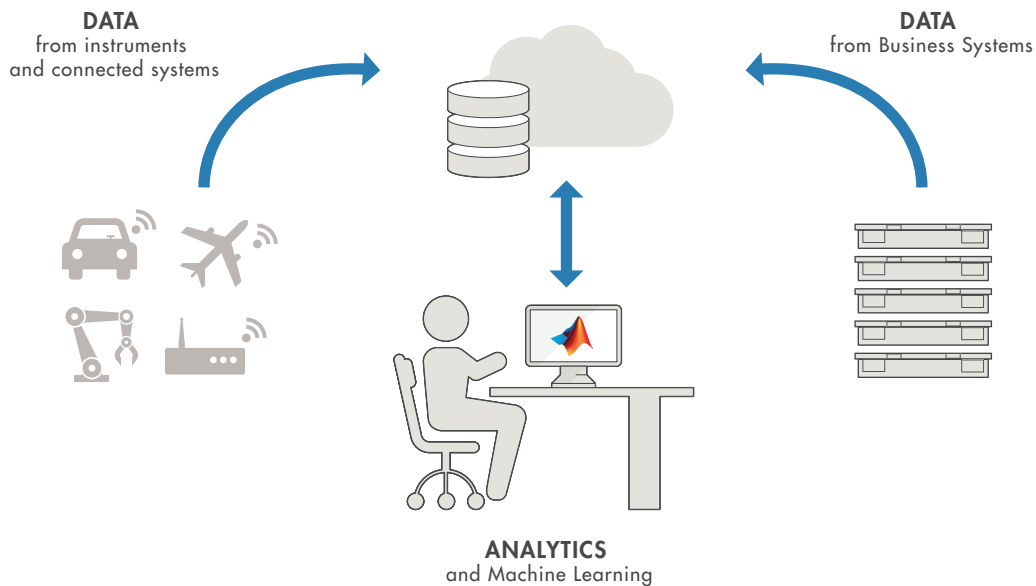 DATA
from instruments
and connected systems
DATA
from Business Systems
ANALYTICS
and Machine Learning